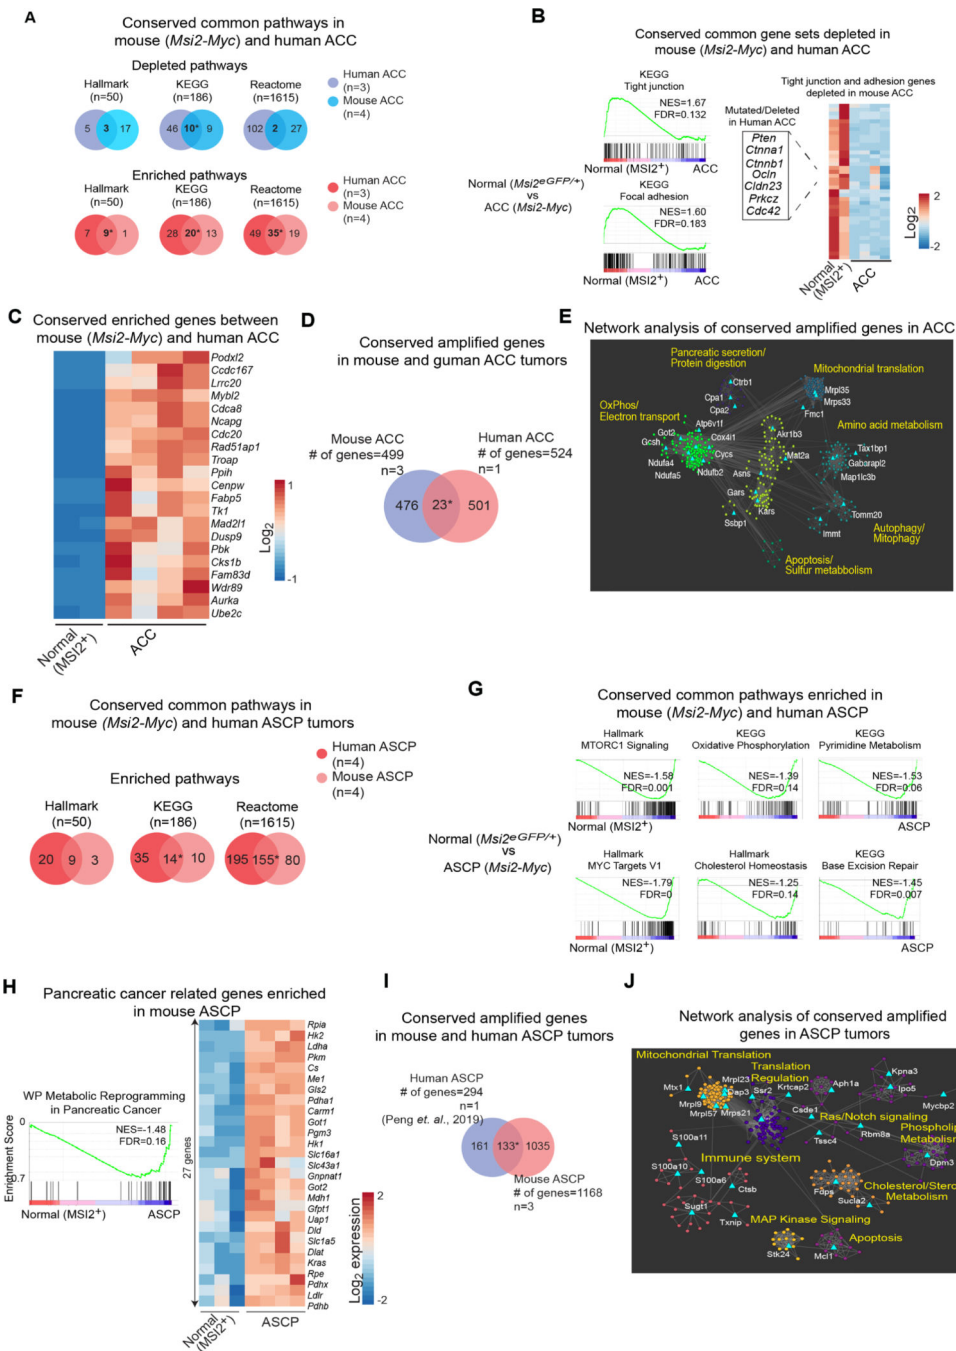 A
Conserved common pathways in
mouse (Msi2-Myc) and human ACC
Depleted pathways
Hallmark
(n=50)
KEGG
(n=186)
Reactome
(n=1615)
Human ACC
(n=3)
Mouse ACC
(n=4)
5 3 17
46 10* 9
102 2 27
Enriched pathways
Hallmark
(n=50)
KEGG
(n=186)
Reactome
(n=1615)
Human ACC
(n=3)
Mouse ACC
(n=4)
7 9* 1
28 20* 13
49 35* 19
B
Conserved common gene sets depleted in
mouse (Msi2-Myc) and human ACC
KEGG
Tight junction
NES=1.67
FDR=0.132
Normal (MSI2+) ACC
Normal (Msi2eGFP/+)
vs
ACC (Msi2-Myc)
KEGG
Focal adhesion
NES=1.60
FDR=0.183
Normal (MSI2+) ACC
Tight junction and adhesion genes
depleted in mouse ACC
Mutated/Deleted
in Human ACC
Pten
Ctnna1
Ctnnb1
Ocln
Cldn23
Prkcz
Cdc42
2
-2
Log2
Normal
(MSI2+)
ACC
C
Conserved enriched genes between
mouse (Msi2-Myc) and human ACC
Podxl2
Ccdc167
Lrrc20
Mybl2
Cdca8
Ncapg
Cdc20
Rad51ap1
Troap
Ppih
Cenpw
Fabp5
Tk1
Mad2l1
Dusp9
Pbk
Cks1b
Fam83d
Wdr89
Aurka
Ube2c
1
-1
Log2
Normal
(MSI2+)
ACC
D
Conserved amplified genes
in mouse and guman ACC tumors
Mouse ACC
# of genes=499
n=3
Human ACC
# of genes=524
n=1
476 23* 501
E
Network analysis of conserved amplified genes in ACC
Pancreatic secretion/
Protein digestion
Mitochondrial translation
Ctrb1
Cpa1
Cpa2
Mrpl35
Mrps33
Fmc1
OxPhos/
Electron transport
Atp6v1f
Amino acid metabolism
Got2
Gcsh
Cox4i1
Cycs
Akr1b3
Mat2a
Tax1bp1
Gabarapl2
Map1lc3b
Ndufa4
Ndufa5
Ndufb2
Asns
Gars
Kars
Ssbp1
Tomm20
Immt
Autophagy/
Mitophagy
Apoptosis/
Sulfur metabolism
F
Conserved common pathways in
mouse (Msi2-Myc) and human ASCP tumors
Human ASCP
(n=4)
Mouse ASCP
(n=4)
Enriched pathways
Hallmark
(n=50)
KEGG
(n=186)
Reactome
(n=1615)
20 9 3
35 14* 10
195 155* 80
G
Conserved common pathways enriched in
mouse (Msi2-Myc) and human ASCP
Hallmark
MTORC1 Signaling
NES=-1.58
FDR=0.001
KEGG
Oxidative Phosphorylation
NES=-1.39
FDR=0.14
KEGG
Pyrimidine Metabolism
NES=-1.53
FDR=0.06
Normal (MSI2+) ASCP
Normal (Msi2eGFP/+)
vs
ASCP (Msi2-Myc)
Hallmark
MYC Targets V1
NES=-1.79
FDR=0
Hallmark
Cholesterol Homeostasis
NES=-1.25
FDR=0.14
KEGG
Base Excision Repair
NES=-1.45
FDR=0.007
Normal (MSI2+) ASCP
H
Pancreatic cancer related genes enriched
in mouse ASCP
WP Metabolic Reprogramming
in Pancreatic Cancer
NES=-1.48
FDR=0.16
0
-0.7
Enrichment Score
Normal (MSI2+) ASCP
27 genes
Rpia
Hk2
Ldha
Pkm
Cs
Me1
Gls2
Pdha1
Carm1
Got1
Pgm3
Hk1
Slc16a1
Slc43a1
Gnpnat1
Got2
Mdh1
Gfpt1
Uap1
Dld
Slc1a5
Dlat
Kras
Rpe
Pdhx
Ldlr
Pdhb
2
-2
Log2 expression
Normal
(MSI2+)
ASCP
I
Conserved amplified genes
in mouse and human ASCP tumors
Human ASCP
# of genes=294
n=1
(Peng et. al., 2019)
161 133* 1035
Mouse ASCP
# of genes=1168
n=3
J
Network analysis of conserved amplified
genes in ASCP tumors
Mitochondrial Translation
Translation
Regulation
Kpna3
Mrpl23
Mtx1
Dap3
Ssr2
Krtcap2
Aph1a
Ipo5
Mrpl9
Mrpl57
Mrps21
Csde1
Mycbp2
Ras/Notch signaling
Tssc4
Rbm8a
S100a11
Phospholipid
Metabolism
Immune system
S100a10
S100a6
Ctsb
Dpm3
Cholesterol/Sterol
Metabolism
Fdps
Sucla2
Sugt1
Txnip
MAP Kinase Signaling
Apoptosis
Stk24
Mcl1